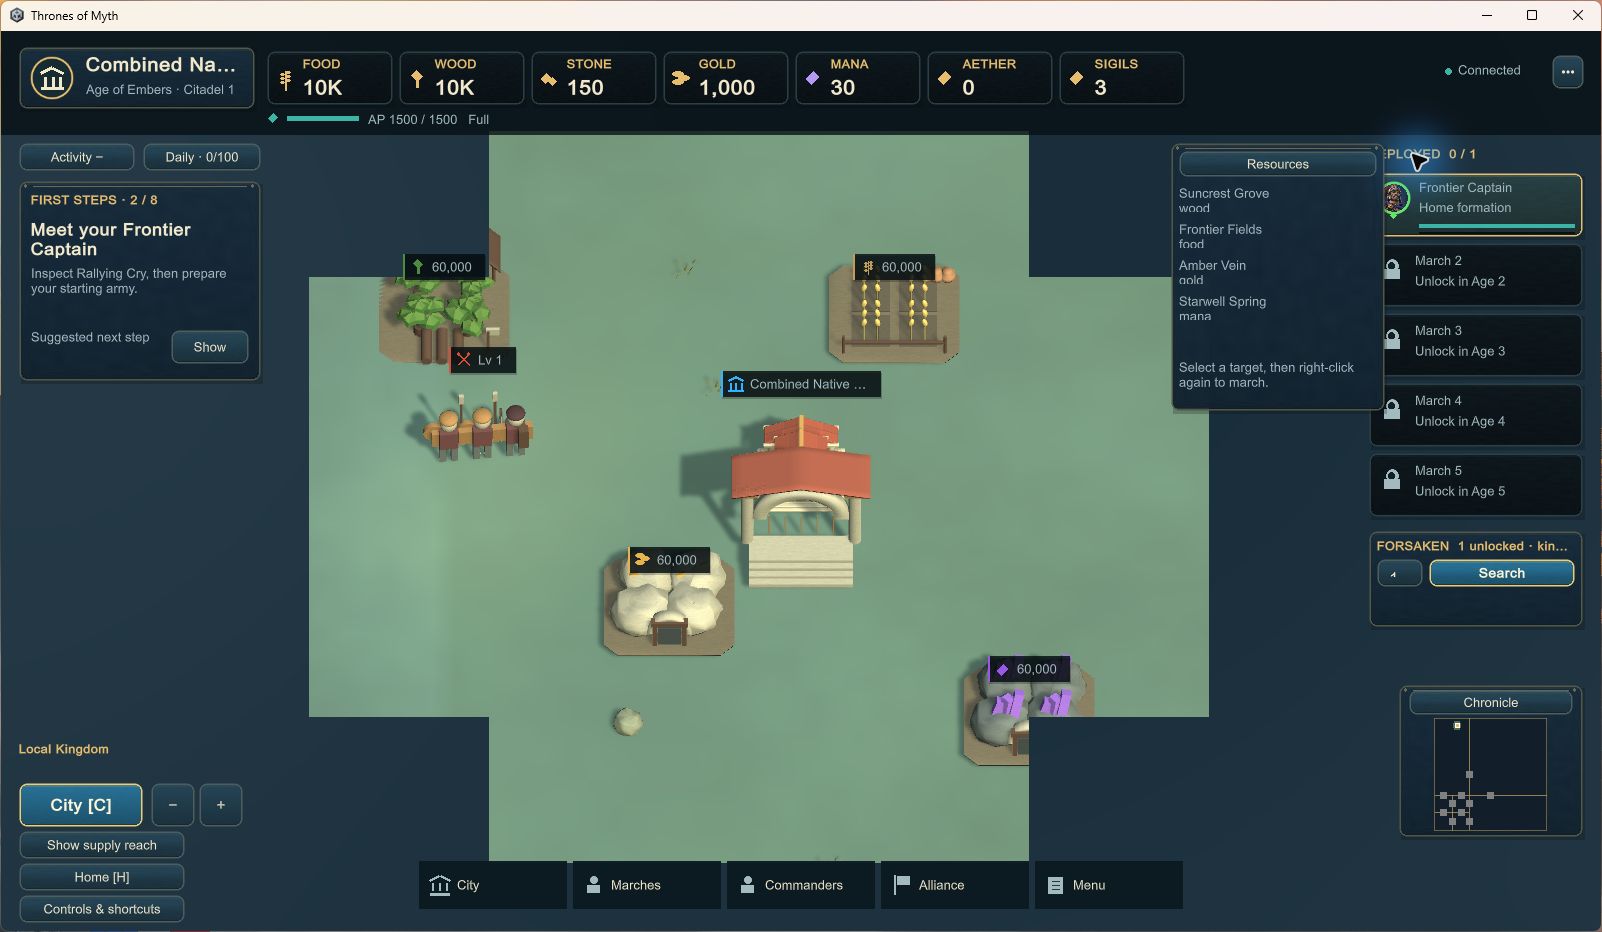 Thrones of Myth
Combined Na...
Age of Embers · Citadel 1
FOOD
10K
WOOD
10K
STONE
150
GOLD
1,000
MANA
30
AETHER
0
SIGILS
3
Connected
AP 1500 / 1500 Full
Activity –
Daily · 0/100
FIRST STEPS · 2 / 8
Meet your Frontier
Captain
Inspect Rallying Cry, then prepare
your starting army.
Suggested next step
Show
60,000
Lv 1
60,000
Combined Native ...
60,000
60,000
Resources
Suncrest Grove
wood
Frontier Fields
food
Amber Vein
gold
Starwell Spring
mana
Select a target, then right-click
again to march.
EPLOYED 0 / 1
Frontier Captain
Home formation
March 2
Unlock in Age 2
March 3
Unlock in Age 3
March 4
Unlock in Age 4
March 5
Unlock in Age 5
FORSAKEN 1 unlocked · kin...
Search
Chronicle
Local Kingdom
City [C]
–
+
Show supply reach
Home [H]
Controls & shortcuts
City
Marches
Commanders
Alliance
Menu